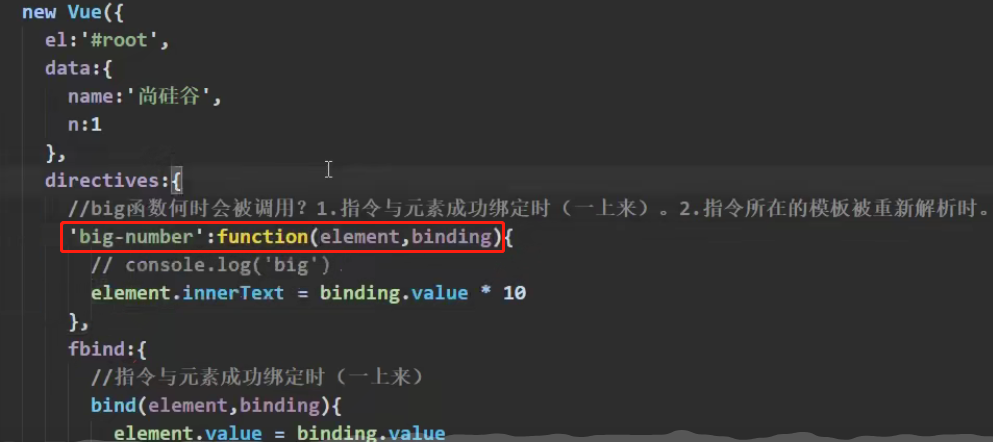 new Vue({
el:'#root',
data:{
name:'尚硅谷',
n:1
},
directives:{
//big函数何时会被调用？1.指令与元素成功绑定时（一上来）。2.指令所在的模板被重新解析时。
'big-number':function(element,binding){
// console.log('big')
element.innerText = binding.value * 10
},
fbind:{
//指令与元素成功绑定时（一上来）
bind(element,binding){
element.value = binding.value